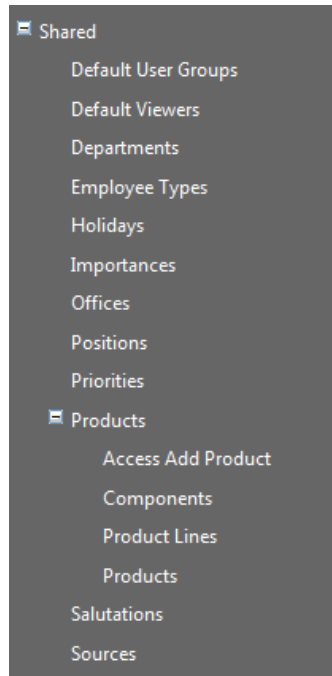 Shared
Default User Groups
Default Viewers
Departments
Employee Types
Holidays
Importances
Offices
Positions
Priorities
Products
Access Add Product
Components
Product Lines
Products
Salutations
Sources